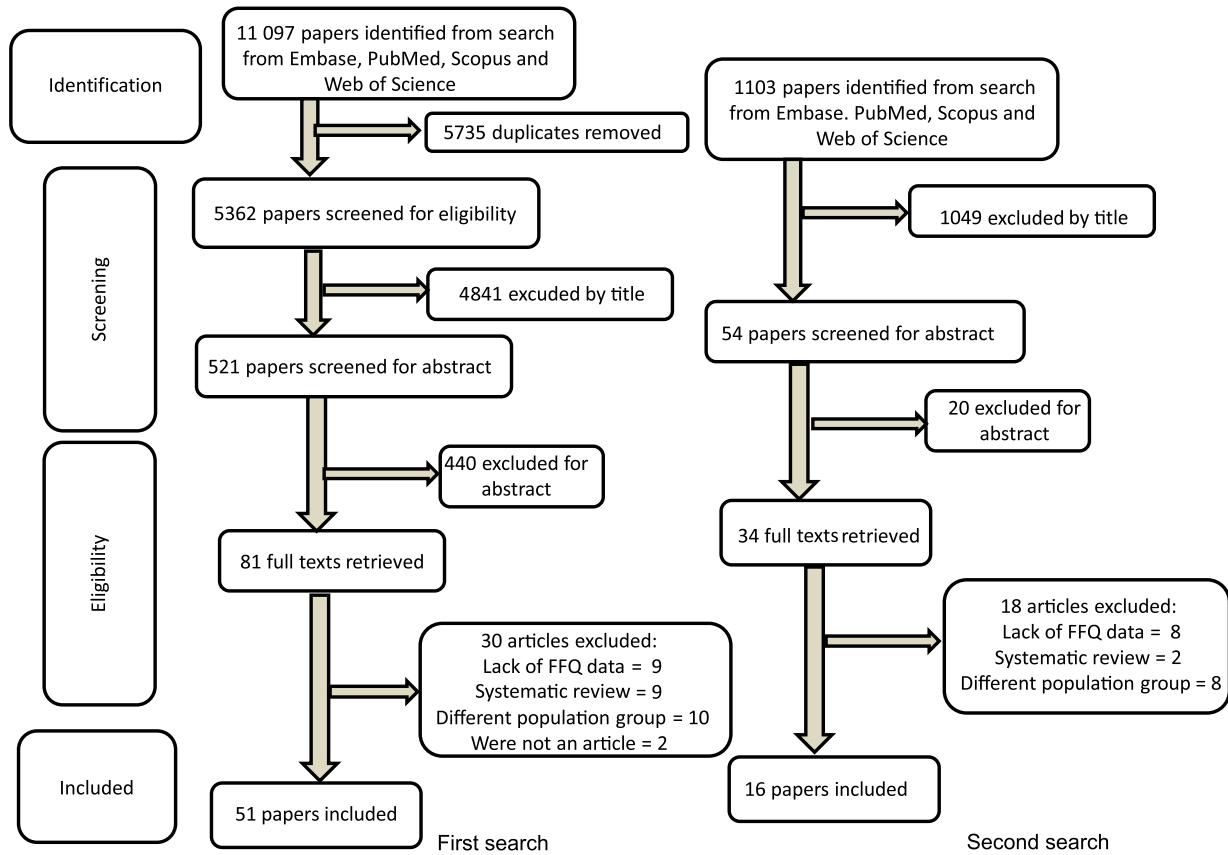 Identification
11 097 papers identified from search
from Embase, PubMed, Scopus and
Web of Science
5735 duplicates removed
Screening
5362 papers screened for eligibility
4841 excuded by title
521 papers screened for abstract
440 excluded for
abstract
Eligibility
81 full texts retrieved
30 articles excluded:
Lack of FFQ data = 9
Systematic review = 9
Different population group = 10
Were not an article = 2
Included
51 papers included
First search
1103 papers identified from search
from Embase. PubMed, Scopus and
Web of Science
1049 excluded by title
54 papers screened for abstract
20 excluded for
abstract
34 full texts retrieved
18 articles excluded:
Lack of FFQ data = 8
Systematic review = 2
Different population group = 8
16 papers included
Second search